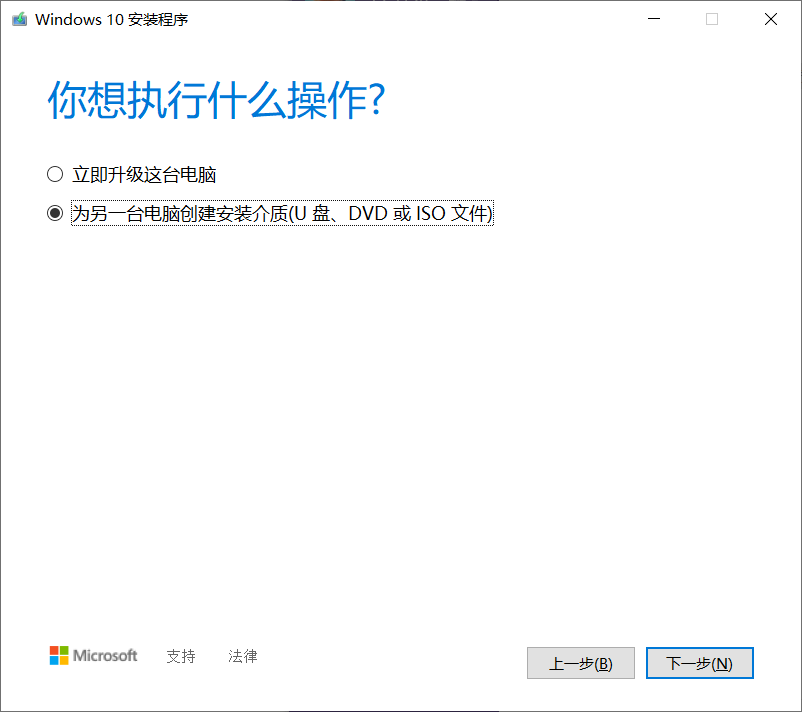 Windows 10 安装程序
你想执行什么操作?
立即升级这台电脑
为另一台电脑创建安装介质(U 盘、DVD 或 ISO 文件)
Microsoft 支持 法律 上一步(B) 下一步(N)